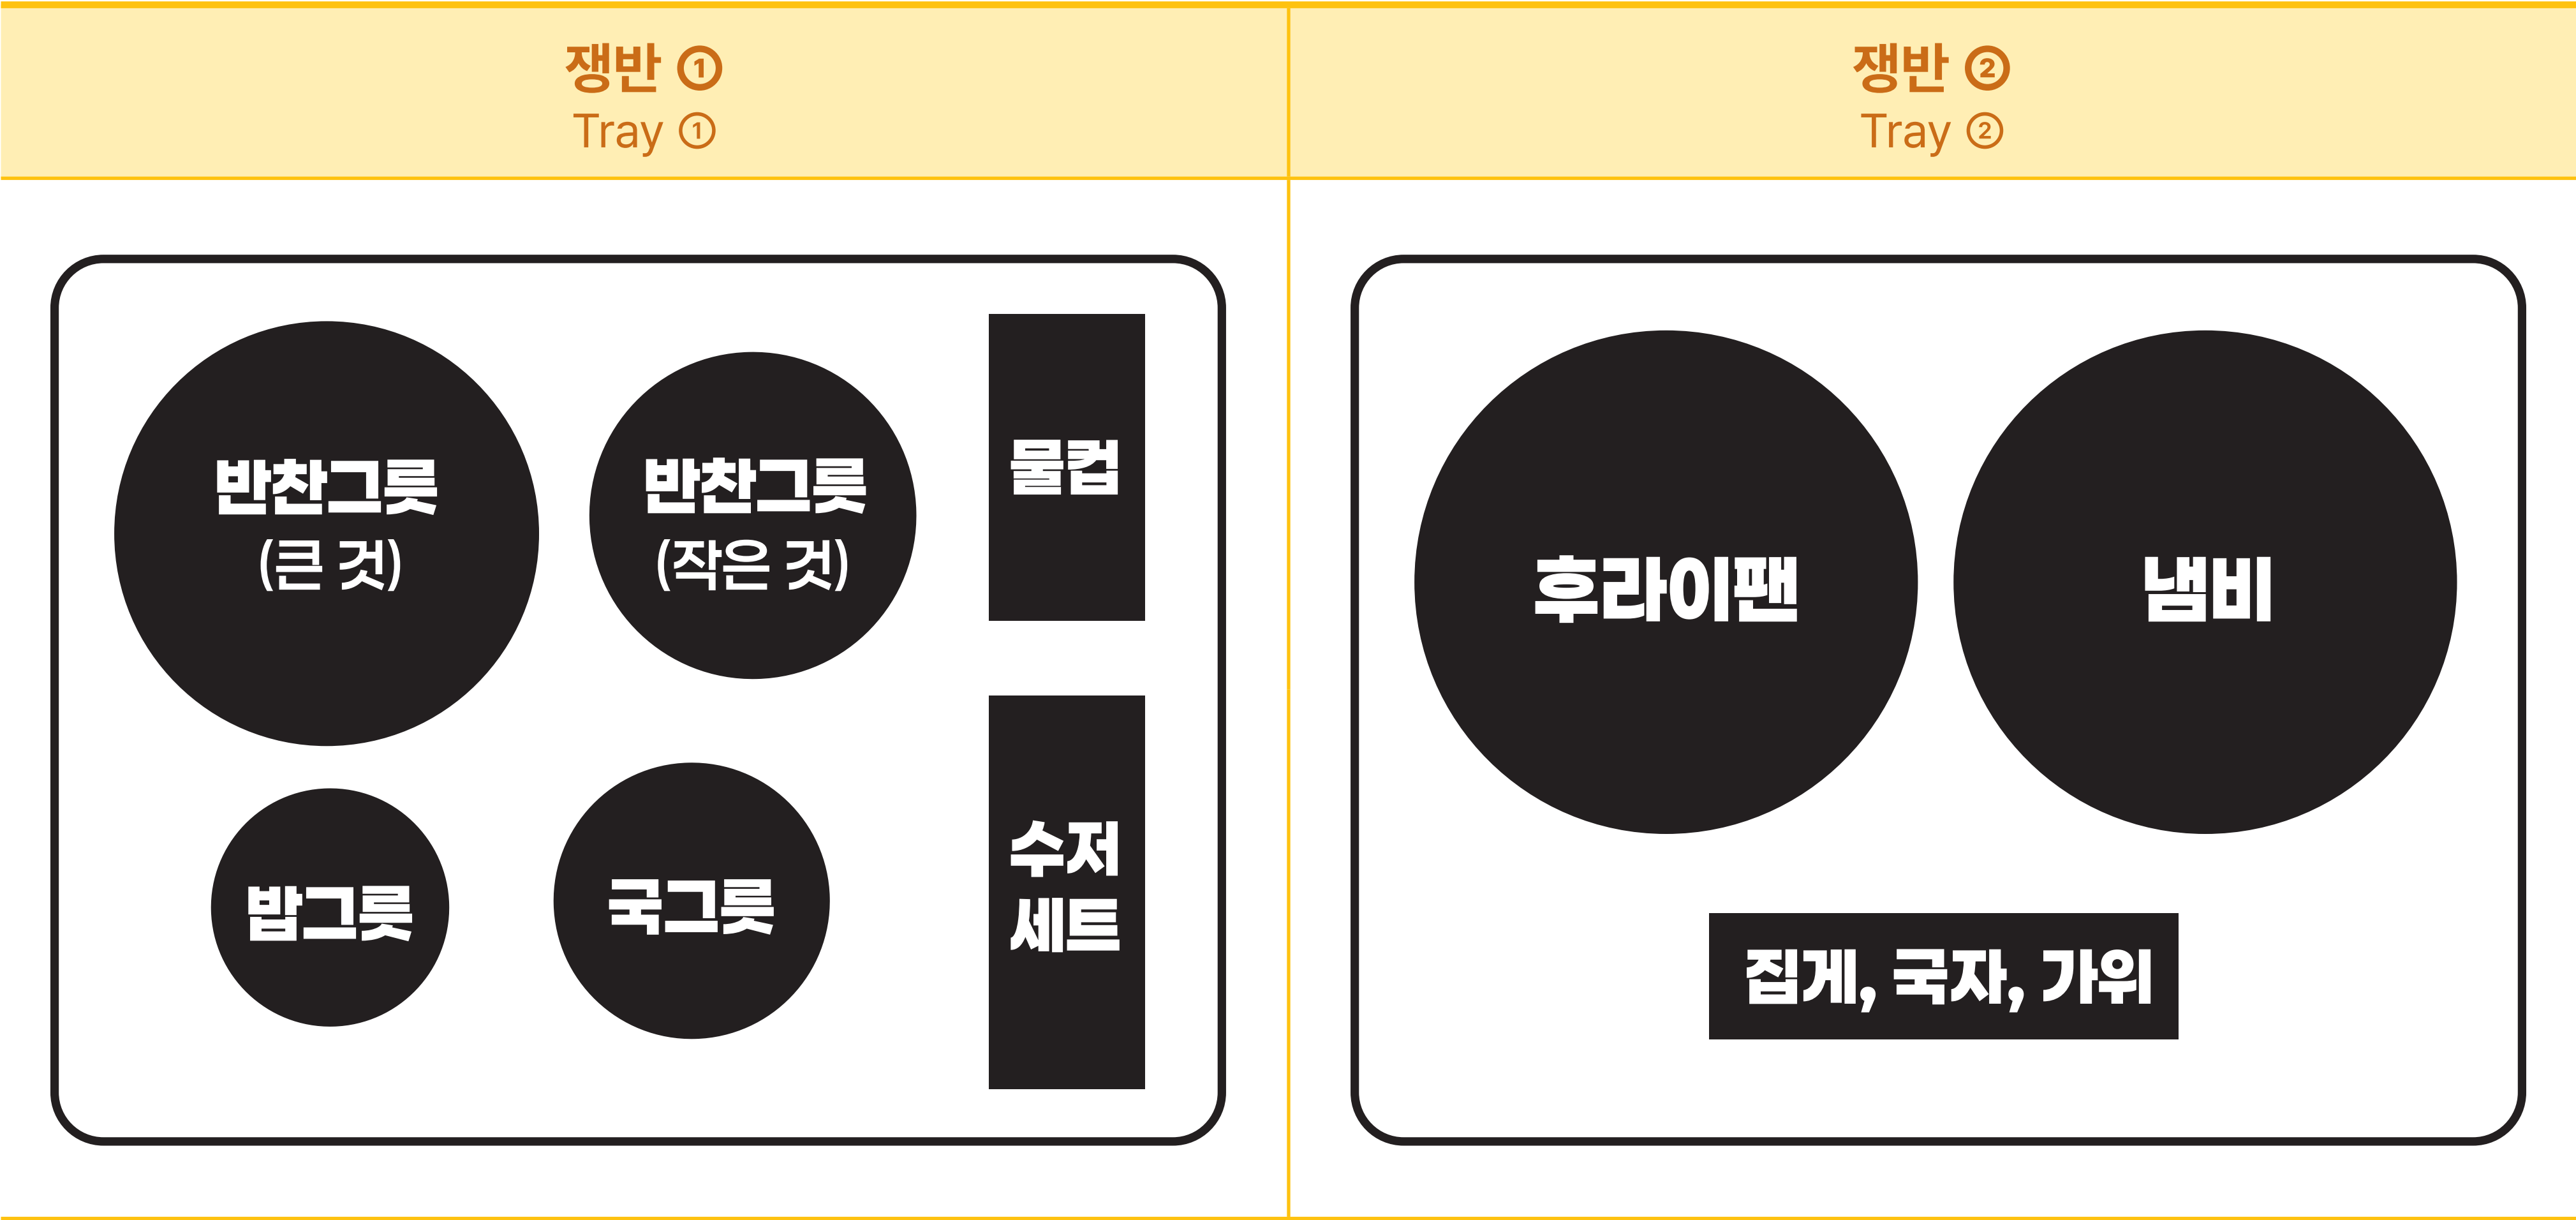 쟁반 ①
Tray ①
쟁반 ②
Tray ②
반찬그릇
(큰 것)
반찬그릇
(작은 것)
물컵
밥그릇
국그릇
수저
세트
후라이팬
냄비
집게, 국자, 가위